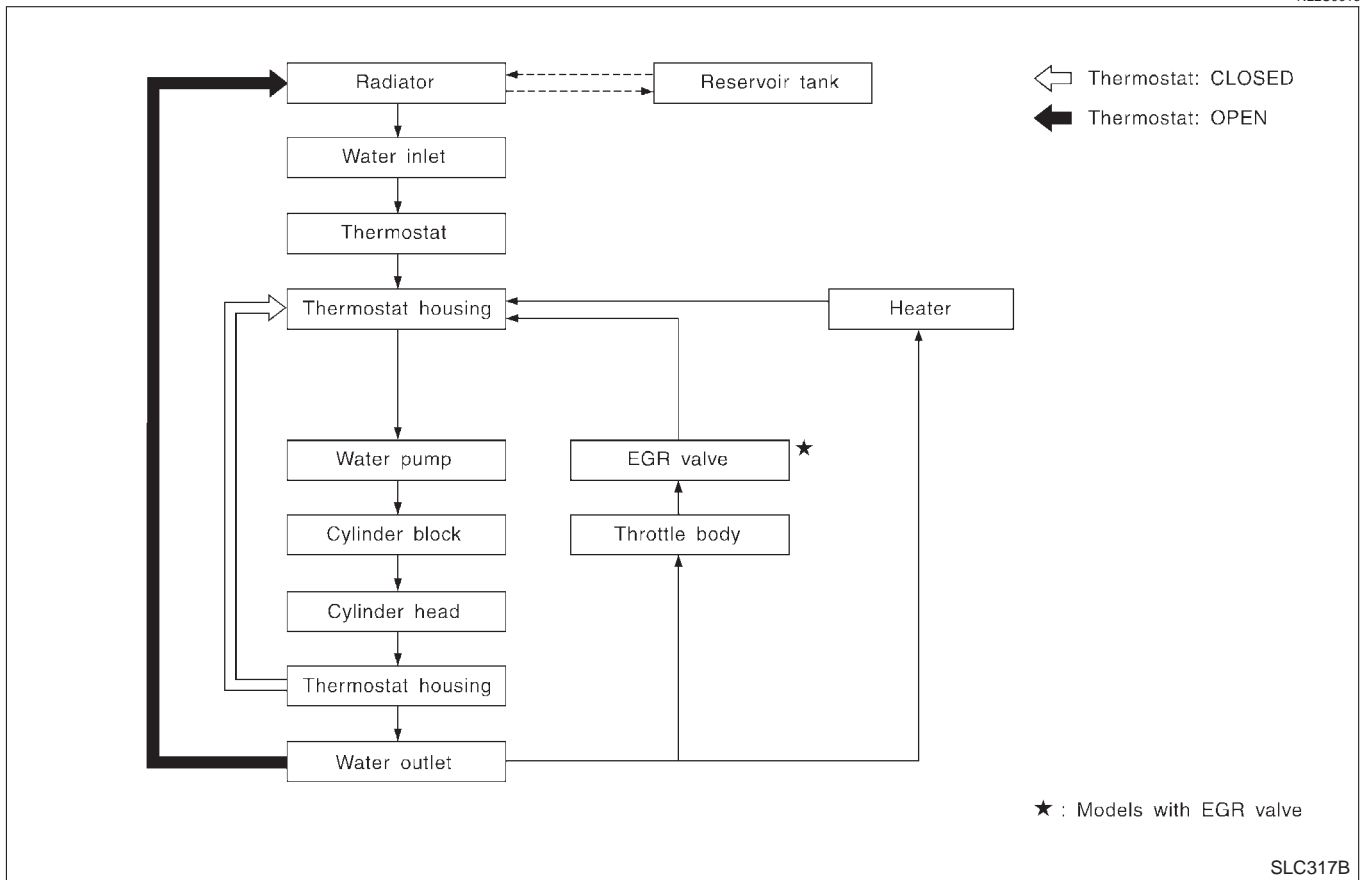 Radiator
Reservoir tank
Thermostat: CLOSED
Thermostat: OPEN
Water inlet
Thermostat
Thermostat housing
Heater
Water pump
EGR valve ★
Cylinder block
Throttle body
Cylinder head
Thermostat housing
Water outlet
★ : Models with EGR valve
SLC317B